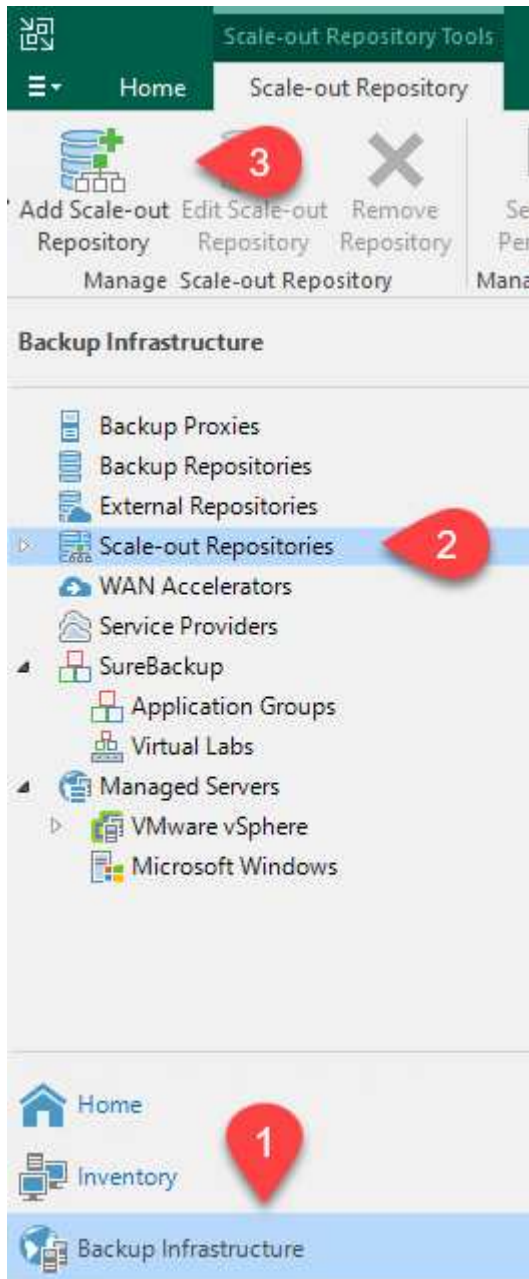 Scale-out Repository Tools
Home
Scale-out Repository
3
Add Scale-out
Repository
Edit Scale-out
Repository
Remove
Repository
Manage Scale-out Repository
Backup Infrastructure
Backup Proxies
Backup Repositories
External Repositories
Scale-out Repositories
2
WAN Accelerators
Service Providers
SureBackup
Application Groups
Virtual Labs
Managed Servers
VMware vSphere
Microsoft Windows
Home
1
Inventory
Backup Infrastructure